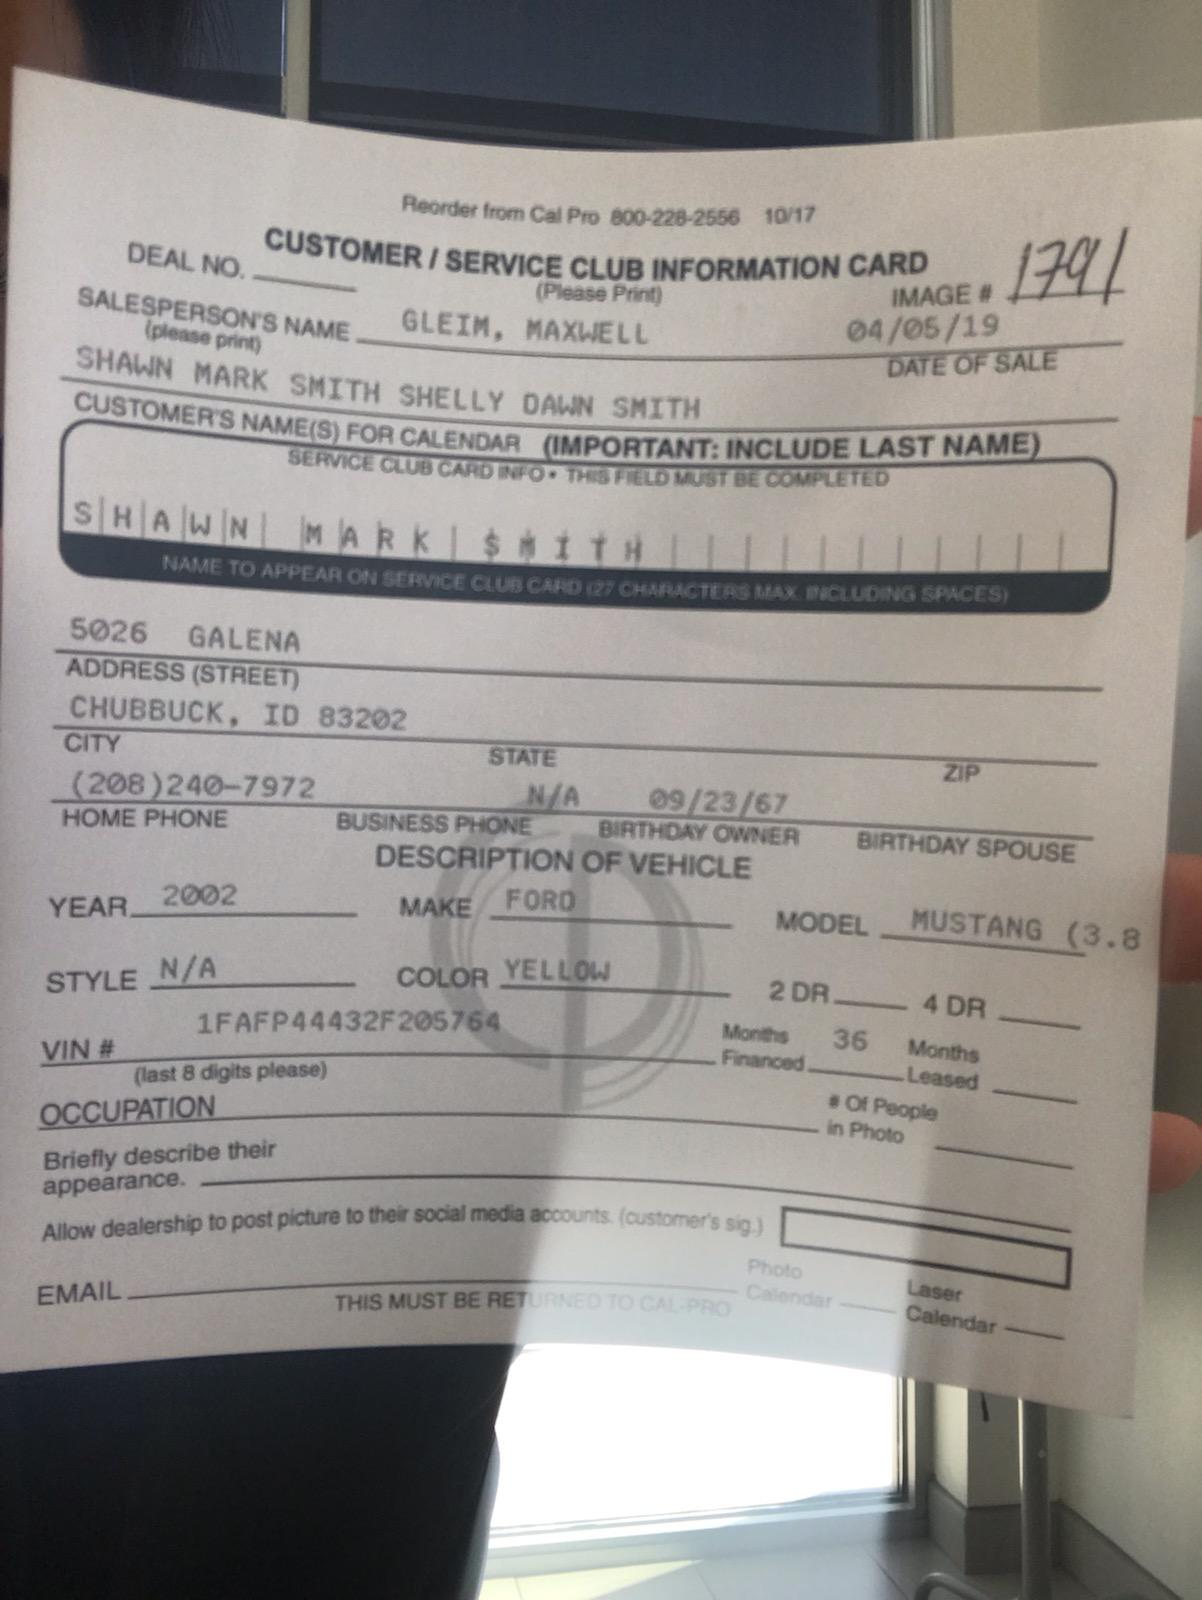 Reorder from Cal Pro 800-228-2556 10/17
CUSTOMER / SERVICE CLUB INFORMATION CARD
(Please Print)
DEAL NO.
IMAGE # 1791
SALESPERSON'S NAME GLEIM, MAXWELL 04/05/19
(please print)
DATE OF SALE
SHAWN MARK SMITH SHELLY DAWN SMITH
CUSTOMER'S NAME(S) FOR CALENDAR (IMPORTANT: INCLUDE LAST NAME)
SERVICE CLUB CARD INFO • THIS FIELD MUST BE COMPLETED
SHAWN MARK SMITH
NAME TO APPEAR ON SERVICE CLUB CARD (27 CHARACTERS MAX. INCLUDING SPACES)
5026 GALENA
ADDRESS (STREET)
CHUBBUCK, ID 83202
CITY STATE ZIP
(208)240-7972 N/A 09/23/67
HOME PHONE BUSINESS PHONE BIRTHDAY OWNER BIRTHDAY SPOUSE
DESCRIPTION OF VEHICLE
YEAR 2002 MAKE FORD MODEL MUSTANG (3.8
STYLE N/A COLOR YELLOW 2 DR 4 DR
VIN # 1FAFP44432F205764
(last 8 digits please)
Months Financed 36 Months Leased
OCCUPATION
# Of People in Photo
Briefly describe their
appearance.
Allow dealership to post picture to their social media accounts. (customer's sig.)
EMAIL
Photo Calendar
Laser Calendar
THIS MUST BE RETURNED TO CAL-PRO